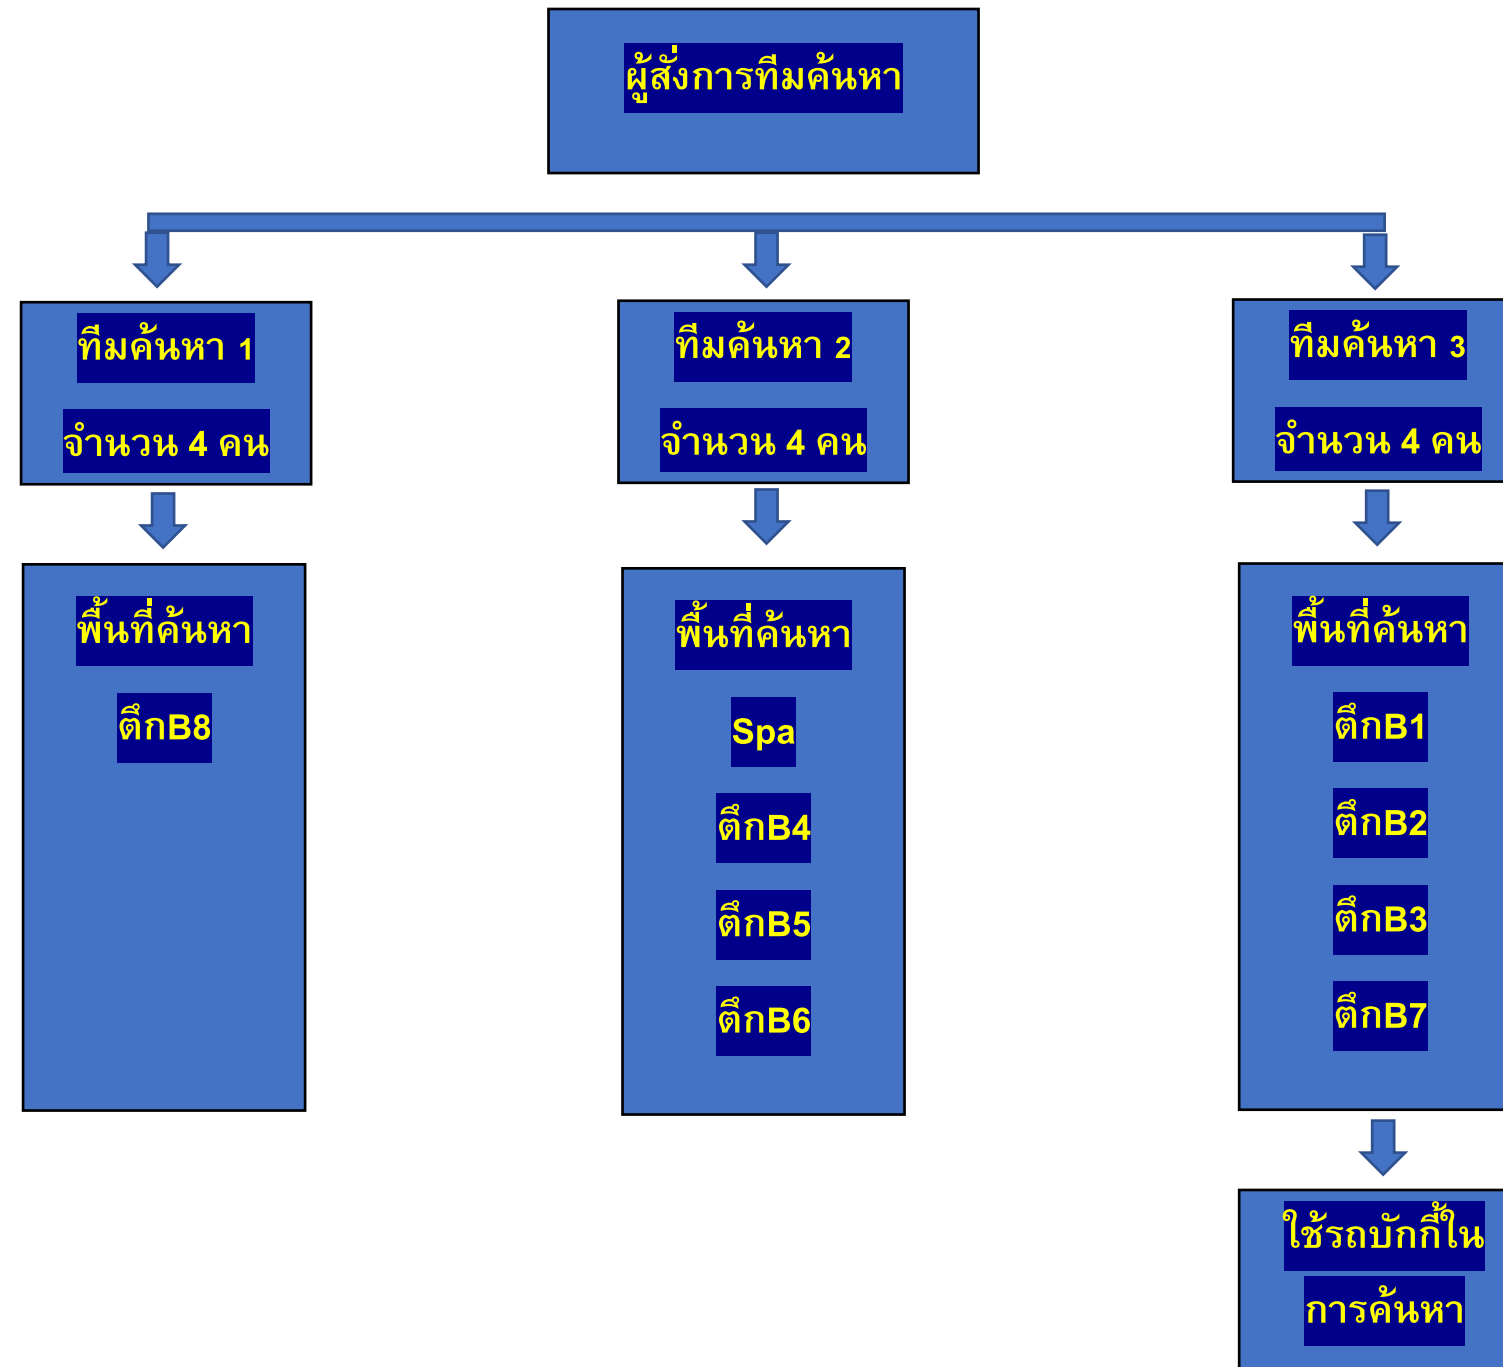 ผู้สั่งการทีมค้นหา
ทีมค้นหา 1
จำนวน 4 คน
ทีมค้นหา 2
จำนวน 4 คน
ทีมค้นหา 3
จำนวน 4 คน
พื้นที่ค้นหา
ตึกB8
พื้นที่ค้นหา
Spa
ตึกB4
ตึกB5
ตึกB6
พื้นที่ค้นหา
ตึกB1
ตึกB2
ตึกB3
ตึกB7
ใช้รถบักกี้ใน
การค้นหา